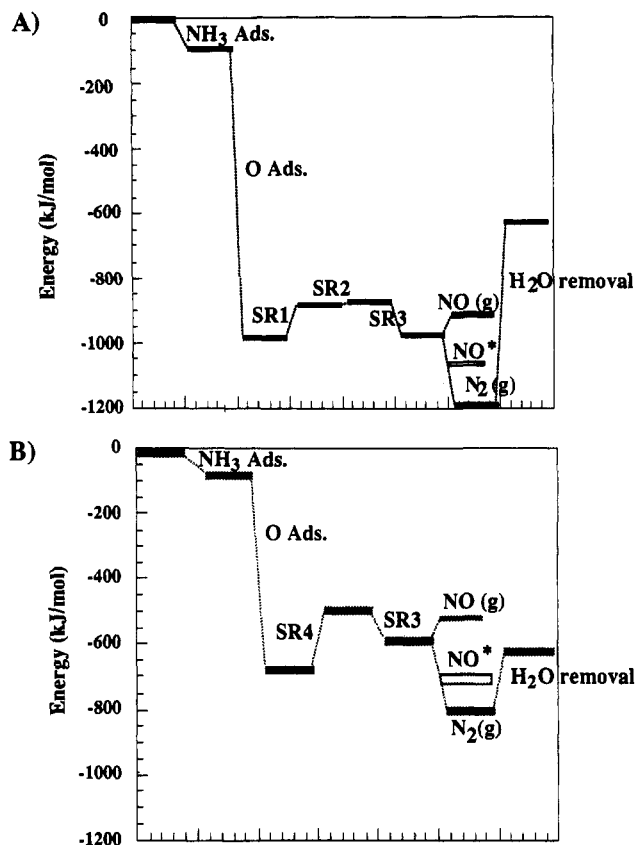 A)
Energy (kJ/mol)
0
-200
-400
-600
-800
-1000
-1200
NH3 Ads.
O Ads.
SR1
SR2
SR3
NO (g)
NO*
N2(g)
H2O removal
B)
Energy (kJ/mol)
0
-200
-400
-600
-800
-1000
-1200
NH3 Ads.
O Ads.
SR4
SR3
NO (g)
NO*
N2(g)
H2O removal